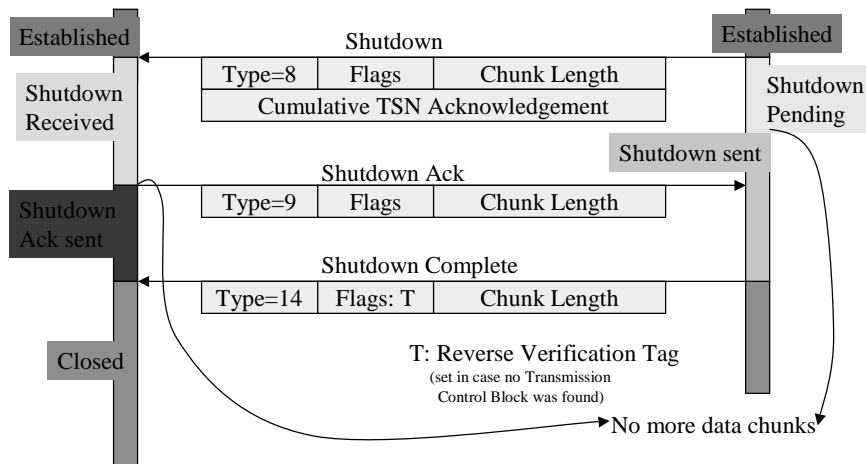 Established
Shutdown
Established
Type=8 Flags Chunk Length
Cumulative TSN Acknowledgement
Shutdown
Received
Shutdown
Pending
Shutdown sent
Shutdown Ack
Type=9 Flags Chunk Length
Shutdown
Ack sent
Shutdown Complete
Type=14 Flags: T Chunk Length
Closed
T: Reverse Verification Tag
(set in case no Transmission
Control Block was found)
No more data chunks